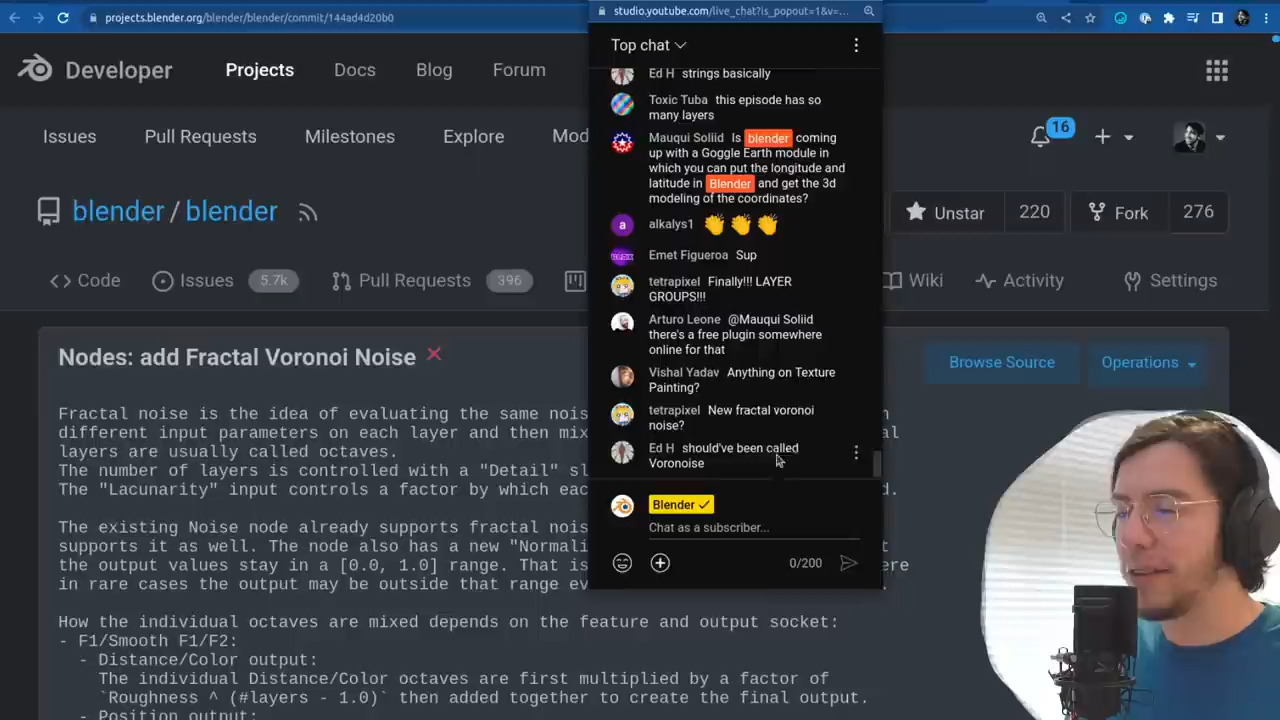 projects.blender.org/blender/blender/commit/144ad4d20b0
studio.youtube.com/live_chat?is_popout=1&v=...
Developer
Projects
Docs
Blog
Forum
Issues
Pull Requests
Milestones
Explore
16
blender / blender
Unstar
220
Fork
276
Code
Issues
5.7k
Pull Requests
396
Wiki
Activity
Settings
Top chat
Ed H strings basically
Toxic Tuba this episode has so
many layers
Mauqui Soliid Is blender coming
up with a Goggle Earth module in
which you can put the longitude and
latitude in Blender and get the 3d
modeling of the coordinates?
alkalys1 👏👏👏
Emet Figueroa Sup
tetrapixel Finally!!! LAYER
GROUPS!!!
Arturo Leone @Mauqui Soliid
there's a free plugin somewhere
online for that
Vishal Yadav Anything on Texture
Painting?
tetrapixel New fractal voronoi
noise?
Ed H should've been called
Voronoise
Blender
Chat as a subscriber...
0/200
Nodes: add Fractal Voronoi Noise
Browse Source
Operations
Fractal noise is the idea of evaluating the same
different input parameters on each layer and then
layers are usually called octaves.
The number of layers is controlled with a "Detail"
The "Lacunarity" input controls a factor by which
The existing Noise node already supports fractal
supports it as well. The node also has a new
the output values stay in a [0.0, 1.0] range. That
in rare cases the output may be outside that range
How the individual octaves are mixed depends on the feature and output socket:
- F1/Smooth F1/F2:
- Distance/Color output:
The individual Distance/Color octaves are first multiplied by a factor of
`Roughness ^ (#layers - 1.0)` then added together to create the final output.
- Position output: